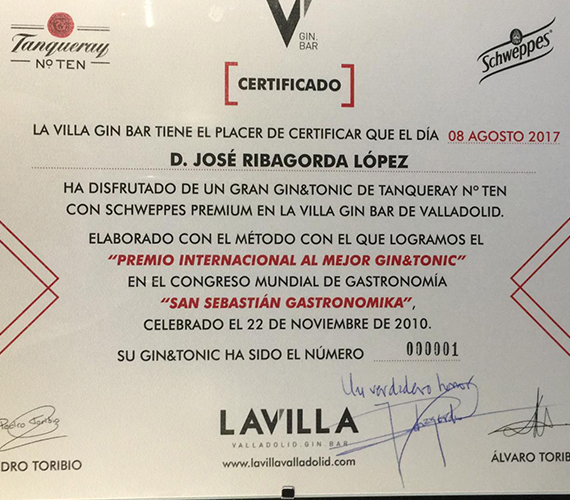 Tanqueray
Nº TEN
V
GIN.
BAR
Schweppes
CERTIFICADO
LA VILLA GIN BAR TIENE EL PLACER DE CERTIFICAR QUE EL DÍA 08 AGOSTO 2017
D. JOSÉ RIBAGORDA LÓPEZ
HA DISFRUTADO DE UN GRAN GIN&TONIC DE TANQUERAY Nº TEN
CON SCHWEPPES PREMIUM EN LA VILLA GIN BAR DE VALLADOLID.
ELABORADO CON EL MÉTODO CON EL QUE LOGRAMOS EL
“PREMIO INTERNACIONAL AL MEJOR GIN&TONIC”
EN EL CONGRESO MUNDIAL DE GASTRONOMÍA
“SAN SEBASTIÁN GASTRONOMIKA”,
CELEBRADO EL 22 DE NOVIEMBRE DE 2010.
SU GIN&TONIC HA SIDO EL NÚMERO 000001
Un verdadero honor
Pedro Toribio
LAVILLA
VALLADOLID.GIN.BAR
www.lavillavalladolid.com
DRO TORIBIO
ÁLVARO TORIB